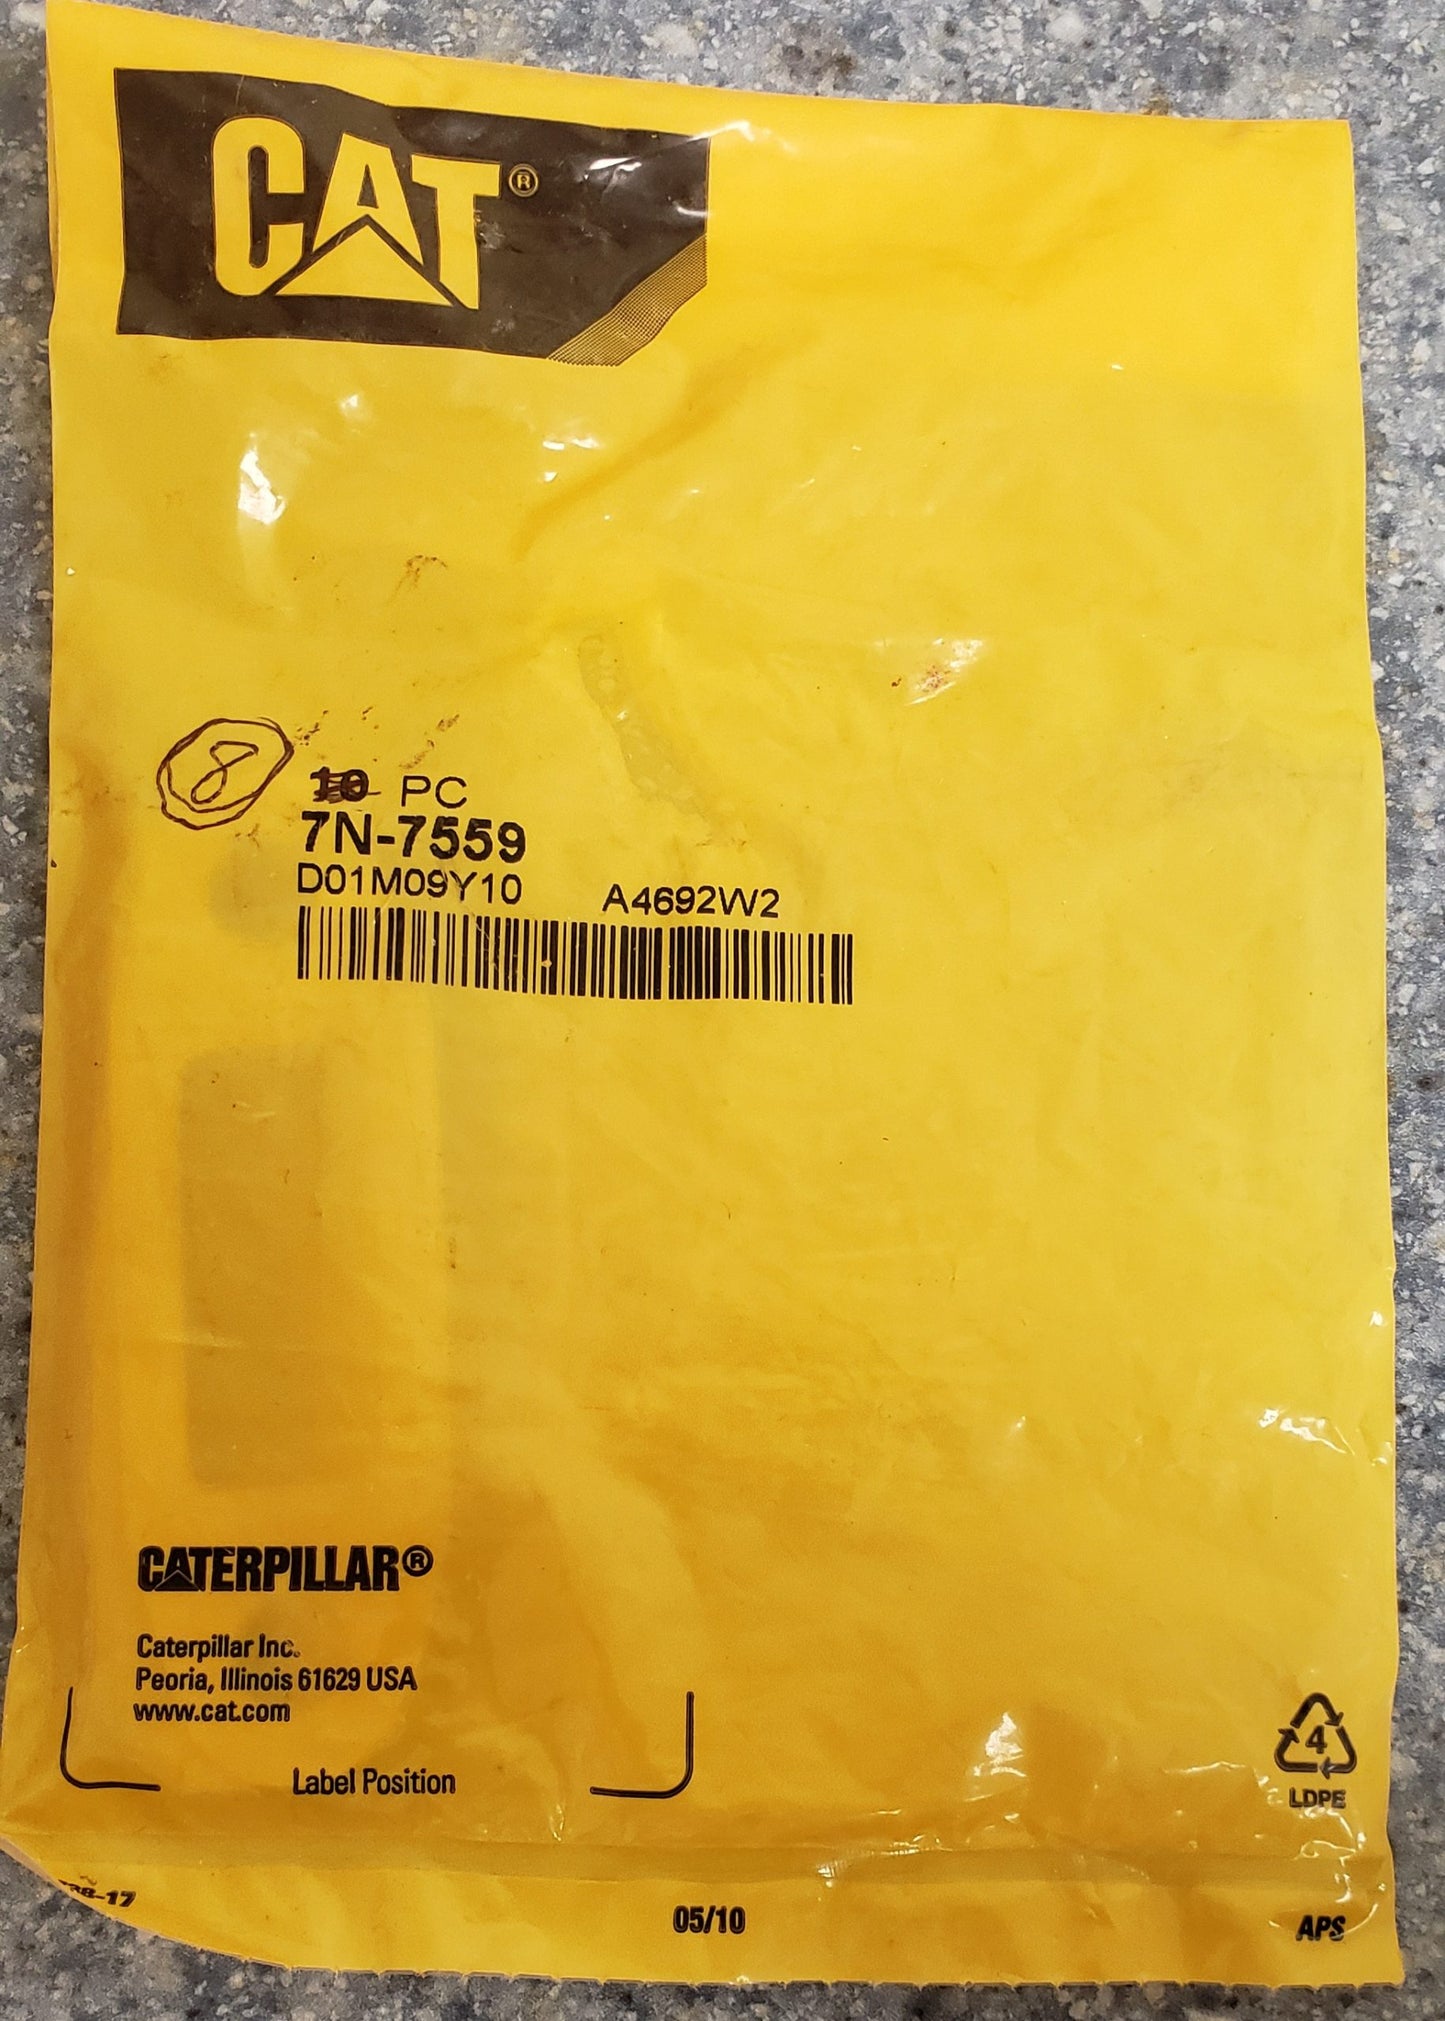 CAT®
8
10 PC
7N-7559
D01M09Y10 A4692W2
CATERPILLAR®
Caterpillar Inc.
Peoria, Illinois 61629 USA
www.cat.com
Label Position
4
LDPE
05/10
APS